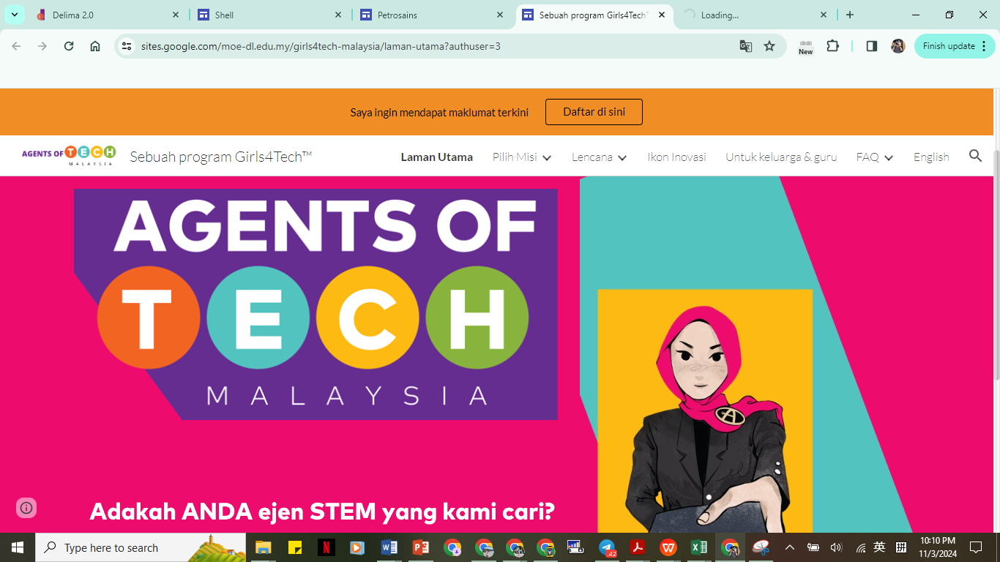 Delima 2.0
Shell
Petrosains
Sebuah program Girls4Tech
Loading...
sites.google.com/moe-dl.edu.my/girls4tech-malaysia/laman-utama?authuser=3
New
Finish update
Saya ingin mendapat maklumat terkini
Daftar di sini
AGENTS OF TECH
MALAYSIA
Sebuah program Girls4Tech™
Laman Utama
Pilih Misi
Lencana
Ikon Inovasi
Untuk keluarga & guru
FAQ
English
AGENTS OF
TECH
MALAYSIA
A
Adakah ANDA ejen STEM yang kami cari?
Type here to search
.42
英
拼
10:10 PM
11/3/2024